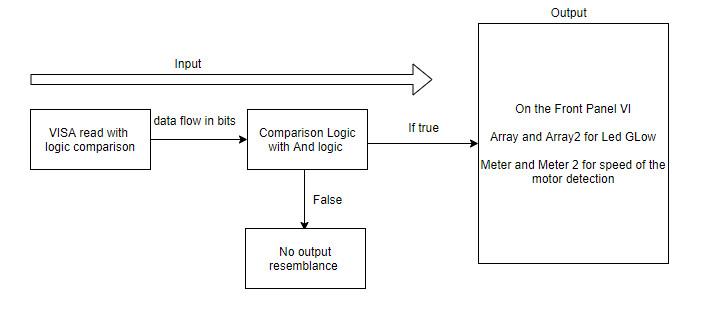 Output
Input
On the Front Panel VI
Array and Array2 for Led GLow
Meter and Meter 2 for speed of the
motor detection
VISA read with
logic comparison
data flow in bits
Comparison Logic
with And logic
If true
False
No output
resemblance